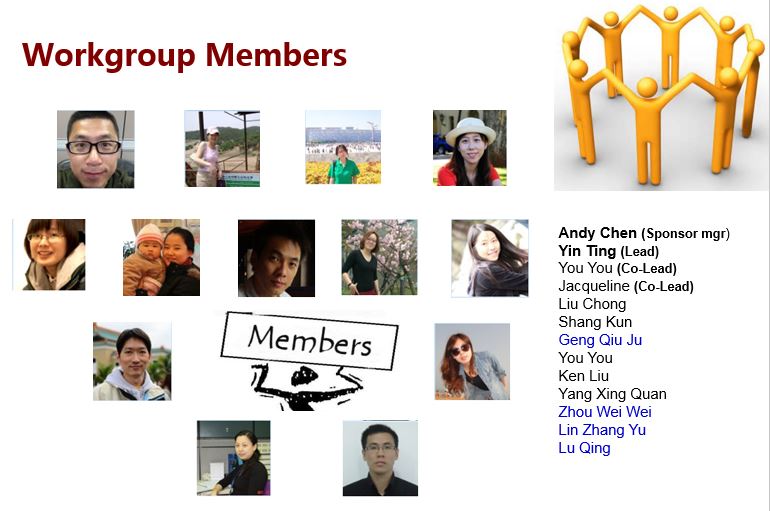 Workgroup Members
Members
Andy Chen (Sponsor mgr)
Yin Ting (Lead)
You You (Co-Lead)
Jacqueline (Co-Lead)
Liu Chong
Shang Kun
Geng Qiu Ju
You You
Ken Liu
Yang Xing Quan
Zhou Wei Wei
Lin Zhang Yu
Lu Qing